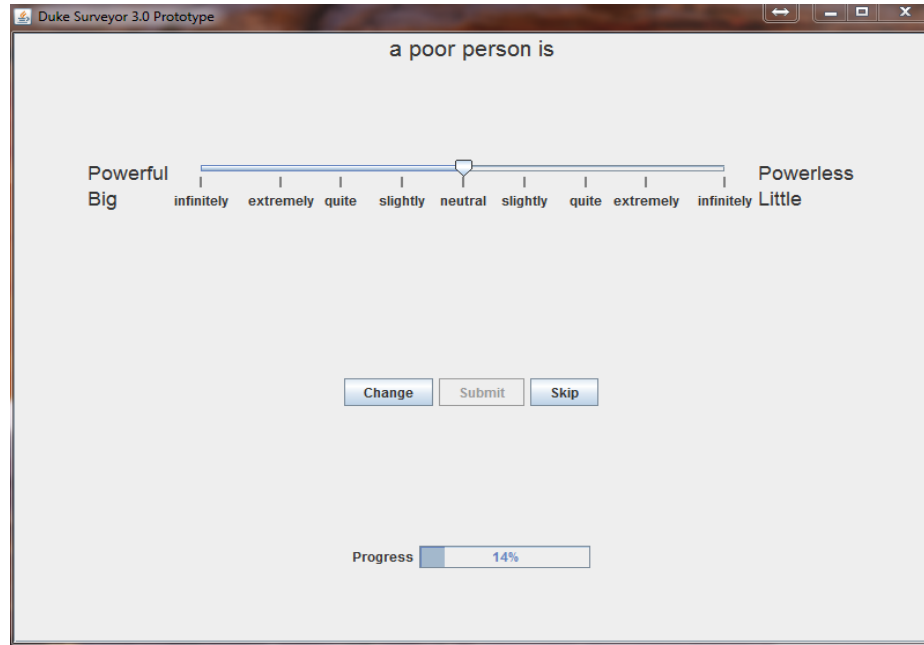 Duke Surveyor 3.0 Prototype
a poor person is
Powerful Powerless
Big infinitely extremely quite slightly neutral slightly quite extremely infinitely Little
Change Submit Skip
Progress 14%